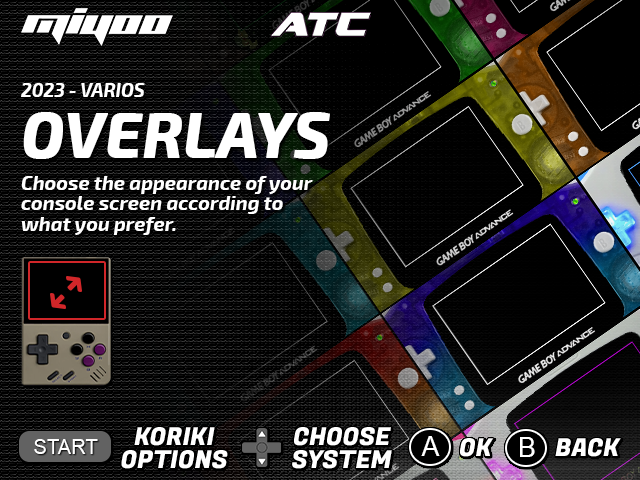 miyoo
ATC
2023 - VARIOS
OVERLAYS
Choose the appearance of your
console screen according to
what you prefer.
GAME BOY ADVANCE
GAME BOY ADVANCE
GAME BOY ADVANCE
GAME BOY ADVANCE
START
KORIKI
OPTIONS
CHOOSE
SYSTEM
A OK
B BACK